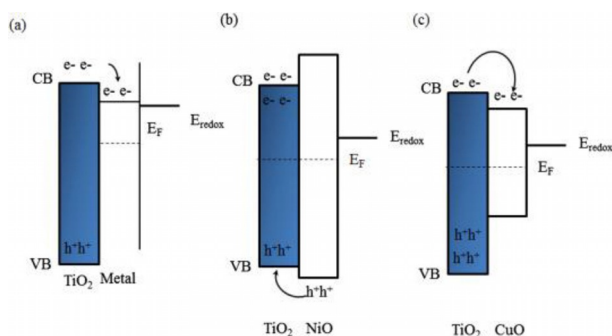 (a)
e- e-
CB
e- e-
E_redox
E_F
h⁺h⁺
VB
TiO₂ Metal
(b)
CB
e- e-
e- e-
E_redox
E_F
h⁺h⁺
VB
h⁺h⁺
TiO₂ NiO
(c)
CB
e- e-
e- e-
E_redox
E_F
h⁺h⁺
h⁺h⁺
VB
TiO₂ CuO